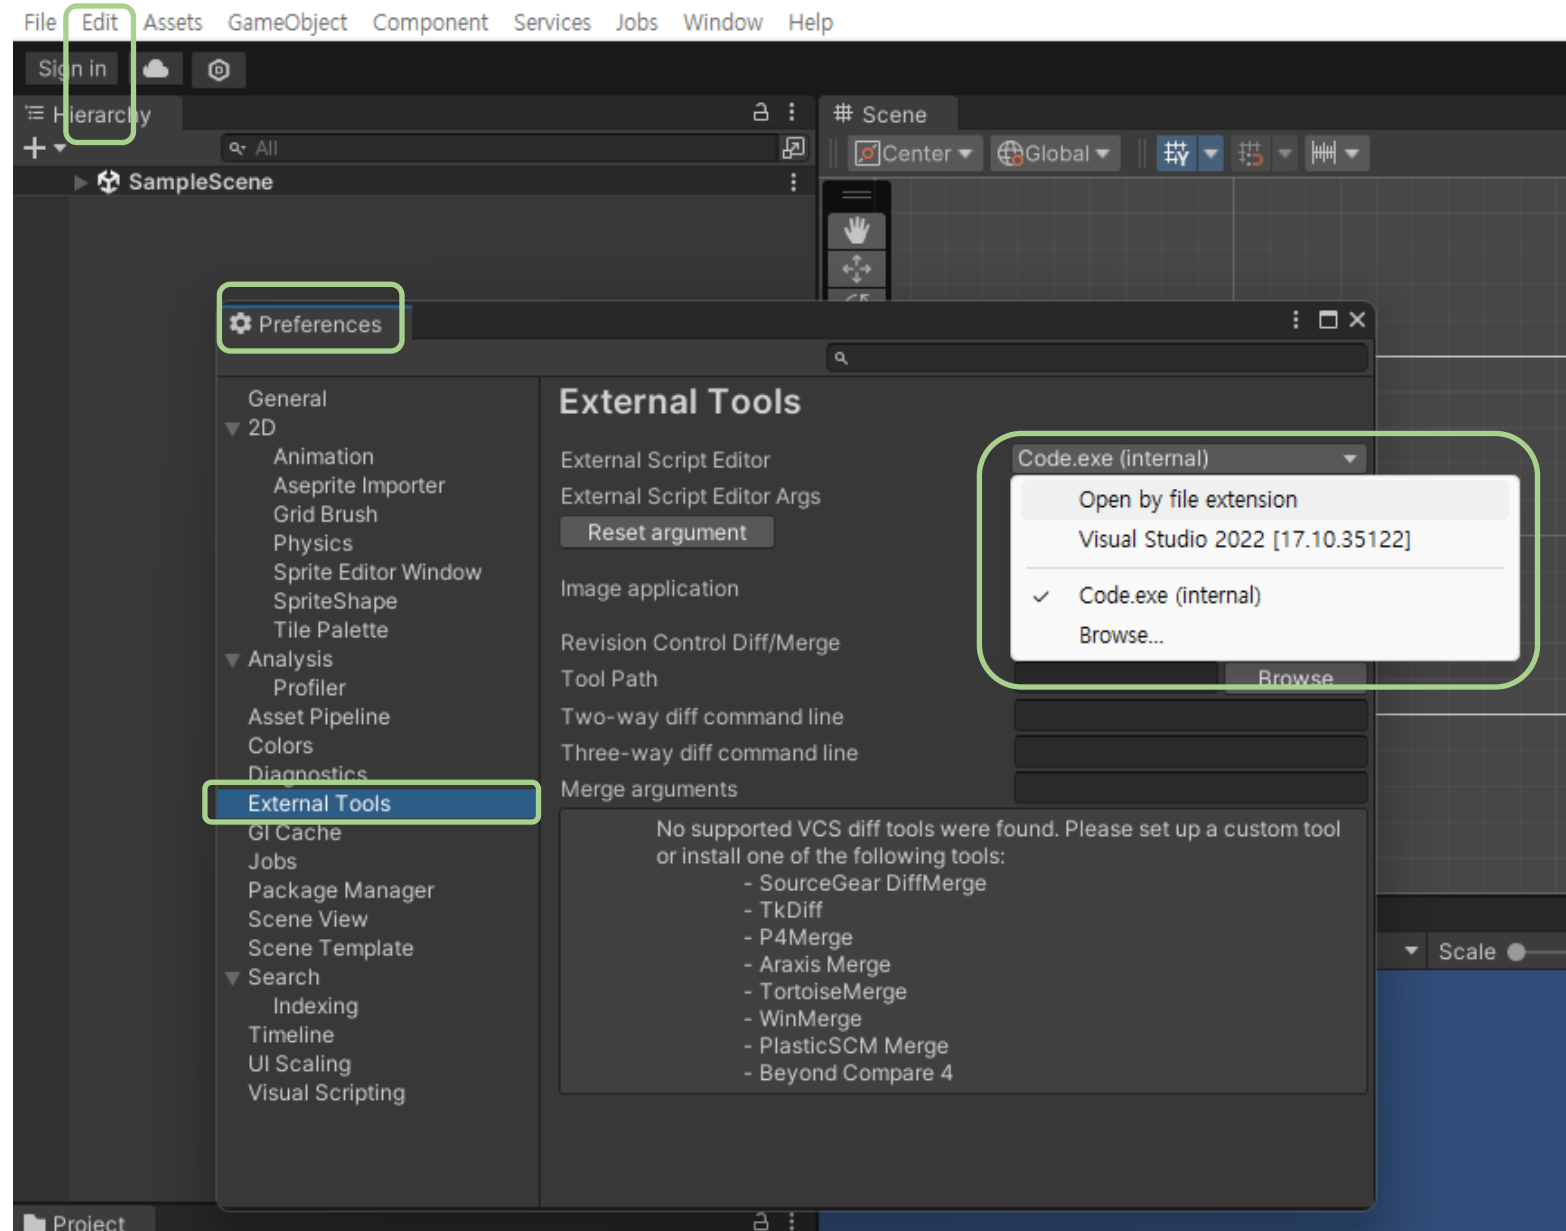 File Edit Assets GameObject Component Services Jobs Window Help
Sign in
Hierarchy
All
SampleScene
Scene
Center Global
Preferences
General
2D
Animation
Aseprite Importer
Grid Brush
Physics
Sprite Editor Window
SpriteShape
Tile Palette
Analysis
Profiler
Asset Pipeline
Colors
Diagnostics
External Tools
GI Cache
Jobs
Package Manager
Scene View
Scene Template
Search
Indexing
Timeline
UI Scaling
Visual Scripting
External Tools
External Script Editor
Code.exe (internal)
External Script Editor Args
Reset argument
Open by file extension
Visual Studio 2022 [17.10.35122]
Code.exe (internal)
Browse...
Image application
Revision Control Diff/Merge
Tool Path
Browse
Two-way diff command line
Three-way diff command line
Merge arguments
No supported VCS diff tools were found. Please set up a custom tool
or install one of the following tools:
- SourceGear DiffMerge
- TkDiff
- P4Merge
- Araxis Merge
- TortoiseMerge
- WinMerge
- PlasticSCM Merge
- Beyond Compare 4
Scale
Project